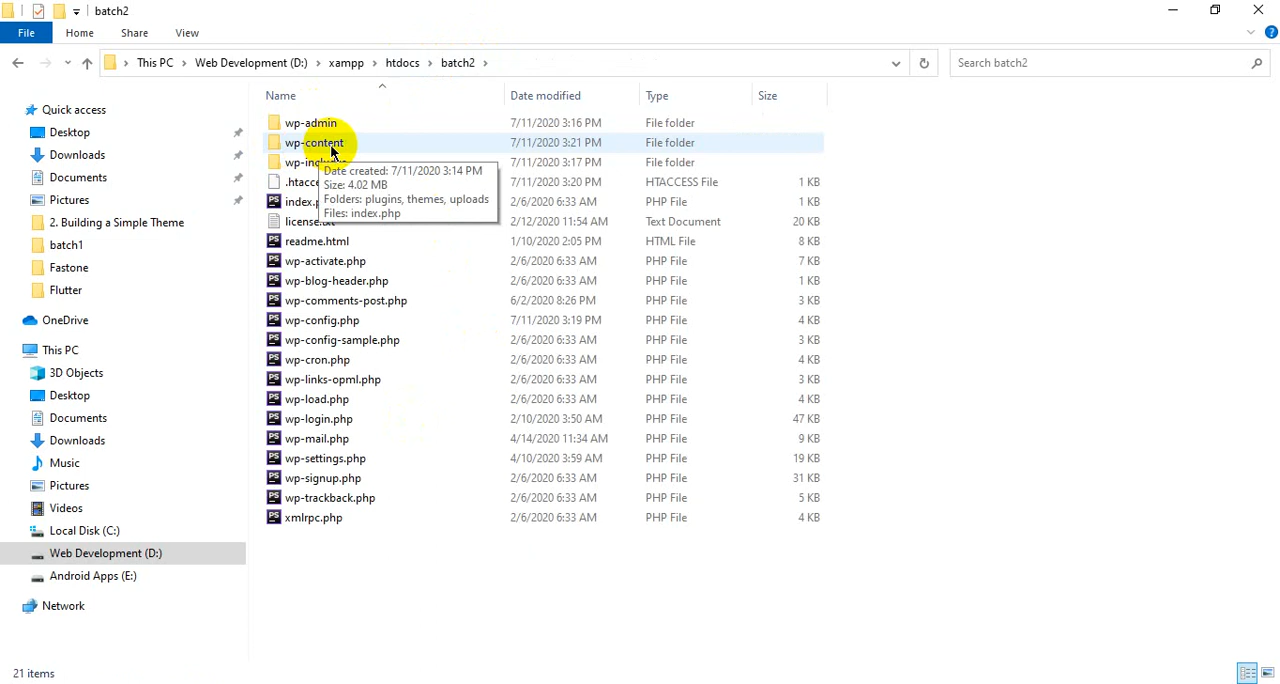 batch2
File Home Share View
This PC Web Development (D:) xampp htdocs batch2
Search batch2
Name Date modified Type Size
Quick access
Desktop
Downloads
Documents
Pictures
2. Building a Simple Theme
batch1
Fastone
Flutter
OneDrive
This PC
3D Objects
Desktop
Documents
Downloads
Music
Pictures
Videos
Local Disk (C:)
Web Development (D:)
Android Apps (E:)
Network
wp-admin 7/11/2020 3:16 PM File folder
wp-content 7/11/2020 3:21 PM File folder
7/11/2020 3:17 PM File folder
7/11/2020 3:20 PM HTACCESS File 1 KB
2/6/2020 6:33 AM PHP File 1 KB
2/12/2020 11:54 AM Text Document 20 KB
Date created: 7/11/2020 3:14 PM
Size: 4.02 MB
Folders: plugins, themes, uploads
Files: index.php
readme.html 1/10/2020 2:05 PM HTML File 8 KB
wp-activate.php 2/6/2020 6:33 AM PHP File 7 KB
wp-blog-header.php 2/6/2020 6:33 AM PHP File 1 KB
wp-comments-post.php 6/2/2020 8:26 PM PHP File 3 KB
wp-config.php 7/11/2020 3:19 PM PHP File 4 KB
wp-config-sample.php 2/6/2020 6:33 AM PHP File 3 KB
wp-cron.php 2/6/2020 6:33 AM PHP File 4 KB
wp-links-opml.php 2/6/2020 6:33 AM PHP File 3 KB
wp-load.php 2/6/2020 6:33 AM PHP File 4 KB
wp-login.php 2/10/2020 3:50 AM PHP File 47 KB
wp-mail.php 4/14/2020 11:34 AM PHP File 9 KB
wp-settings.php 4/10/2020 3:59 AM PHP File 19 KB
wp-signup.php 2/6/2020 6:33 AM PHP File 31 KB
wp-trackback.php 2/6/2020 6:33 AM PHP File 5 KB
xmlrpc.php 2/6/2020 6:33 AM PHP File 4 KB
21 items